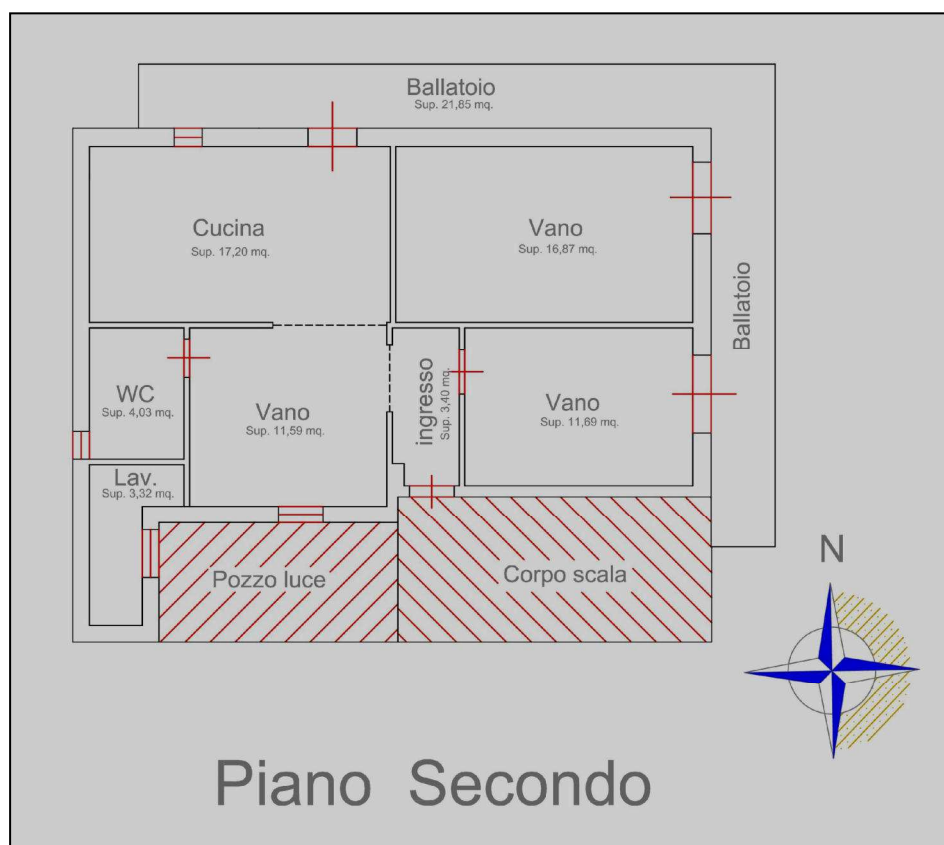 Ballatoio
Sup. 21,85 mq.
Cucina
Sup. 17,20 mq.
Vano
Sup. 16,87 mq.
Ballatoio
WC
Sup. 4,03 mq.
Vano
Sup. 11,59 mq.
ingresso
Sup. 3,40 mq.
Vano
Sup. 11,69 mq.
Lav.
Sup. 3,32 mq.
Pozzo luce
Corpo scala
N
Piano Secondo